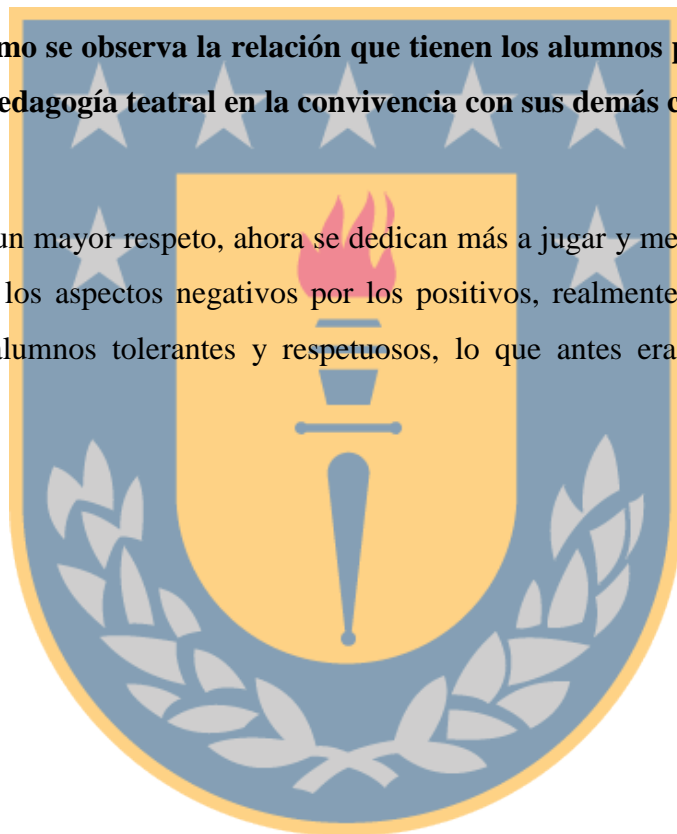 mo se observa la relación que tienen los alumnos p
edagogía teatral en la convivencia con sus demás c
un mayor respeto, ahora se dedican más a jugar y me
los aspectos negativos por los positivos, realmente
alumnos tolerantes y respetuosos, lo que antes era